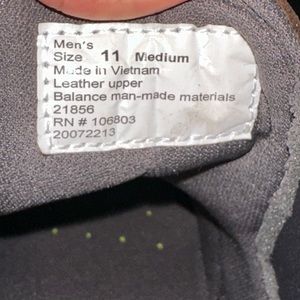 Men's
Size 11 Medium
Made in Vietnam
Leather upper
Balance man-made materials
21856
RN # 106803
20072213